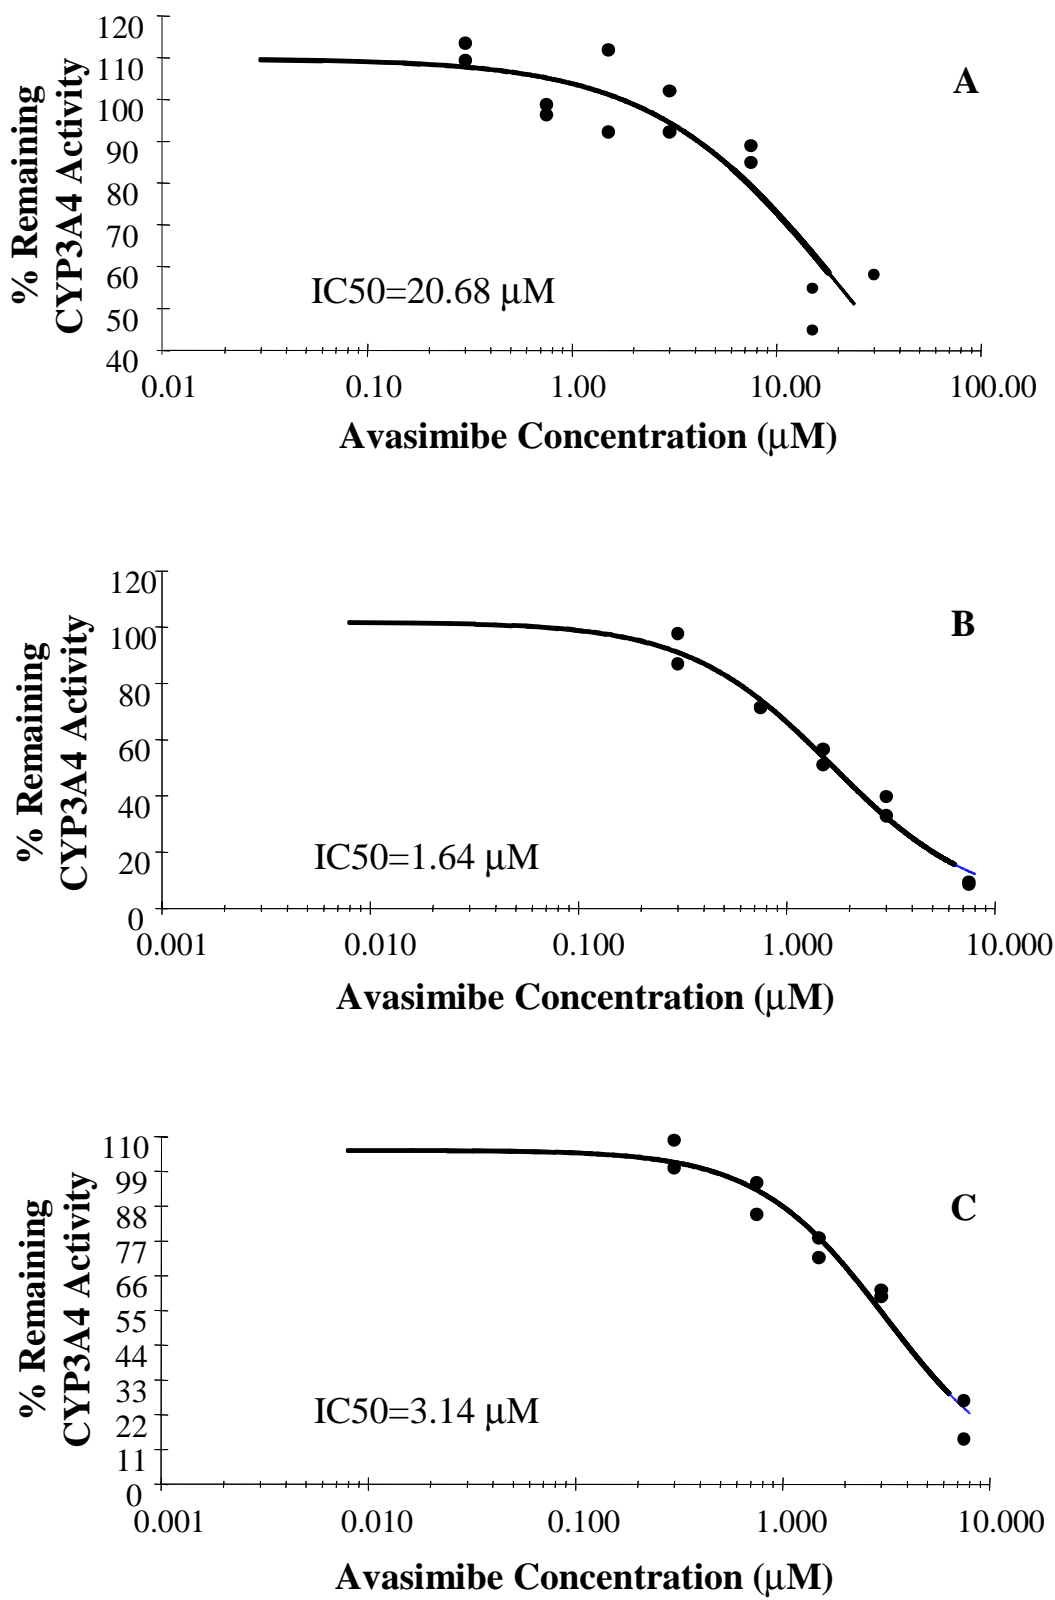 120
110
100
90
80
70
60
50
40
% Remaining
CYP3A4 Activity
A
IC50=20.68 μM
0.01 0.10 1.00 10.00 100.00
Avasimibe Concentration (μM)
120
100
80
60
40
20
0
% Remaining
CYP3A4 Activity
B
IC50=1.64 μM
0.001 0.010 0.100 1.000 10.000
Avasimibe Concentration (μM)
110
99
88
77
66
55
44
33
22
11
0
% Remaining
CYP3A4 Activity
C
IC50=3.14 μM
0.001 0.010 0.100 1.000 10.000
Avasimibe Concentration (μM)